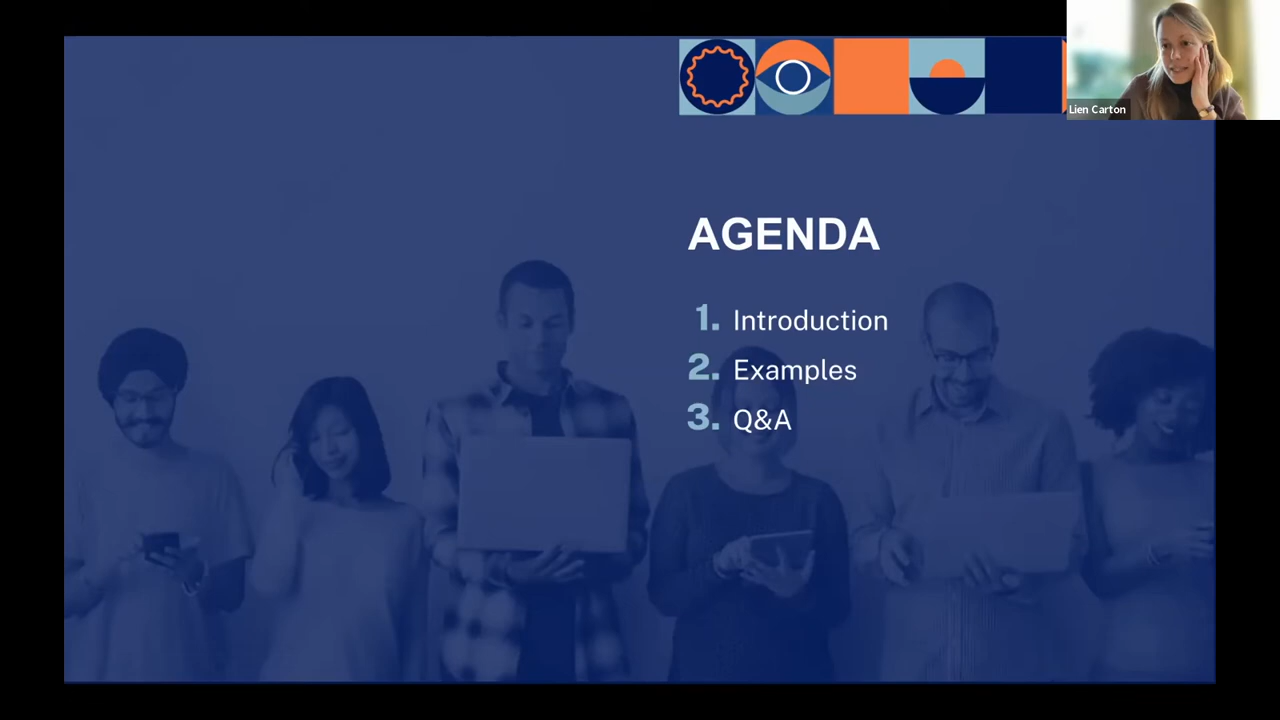 Lien Carton
AGENDA
1. Introduction
2. Examples
3. Q&A